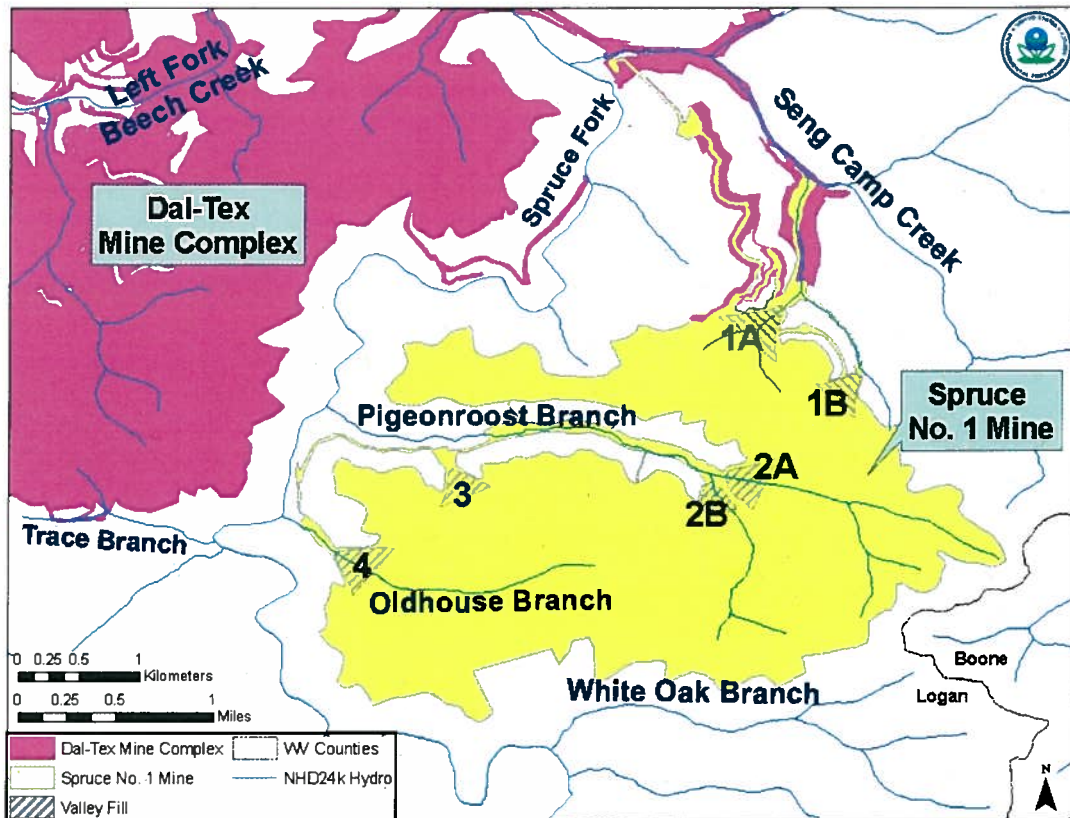 Left Fork
Beech Creek
Dal-Tex
Mine Complex
Spruce Fork
Seng Camp Creek
1A
1B
Spruce
No. 1 Mine
Pigeonroost Branch
2A
3
2B
Trace Branch
4
Oldhouse Branch
White Oak Branch
Boone
Logan
0 0.25 0.5 1
Kilometers
0 0.25 0.5 1
Miles
Dal-Tex Mine Complex
WV Counties
Spruce No. 1 Mine
NHD24k Hydro
Valley Fill
N